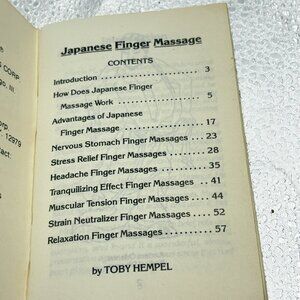 Japanese Finger Massage
CONTENTS
Introduction 3
How Does Japanese Finger
Massage Work 5
Advantages of Japanese
Finger Massage 17
Nervous Stomach Finger Massages 23
Stress Relief Finger Massages 28
Headache Finger Massages 35
Tranquilizing Effect Finger Massages 41
Muscular Tension Finger Massages 44
Strain Neutralizer Finger Massages 52
Relaxation Finger Massages 57
by TOBY HEMPEL
CORP
12979